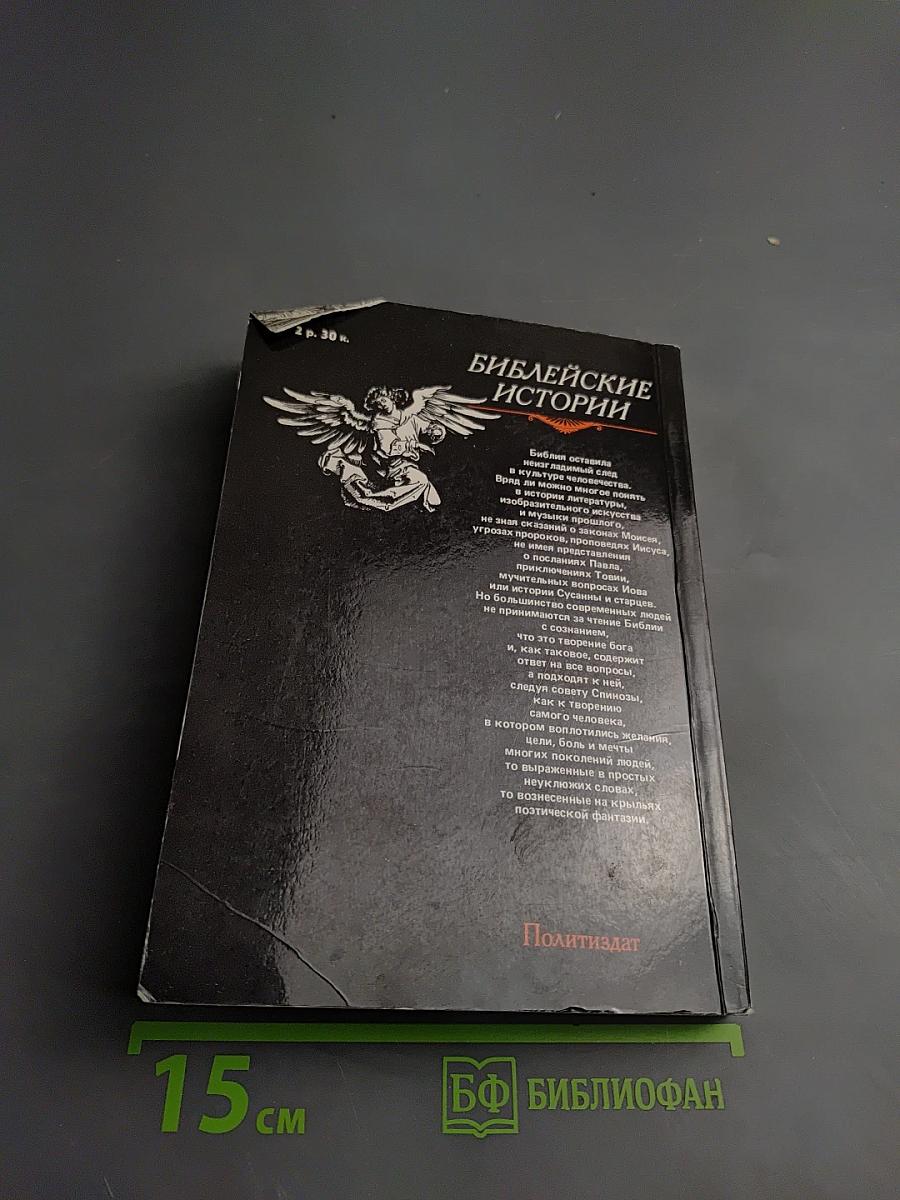 2 р. 30 к.
БИБЛЕЙСКИЕ
ИСТОРИИ
Библия оставила
неизгладимый след
в культуре человечества.
Вряд ли можно многое понять
в истории литературы,
изобразительного искусства
и музыки прошлого,
не зная сказаний о законах Моисея,
угрозах пророков, проповедях Иисуса,
не имея представления
о посланиях Павла,
приключениях Товии,
мучительных вопросах Иова
или истории Сусанны и старцев.
Но большинство современных людей
не принимаются за чтение Библии
с сознанием,
что это творение бога
и, как таковое, содержит
ответ на все вопросы,
а подходят к ней,
следуя совету Спинозы,
как к творению
самого человека,
в котором воплотились желания,
цели, боль и мечты
многих поколений людей,
то выраженные в простых
неуклюжих словах,
то вознесенные на крыльях
поэтической фантазии.
Политиздат
15 см
БФ БИБЛИОФАН